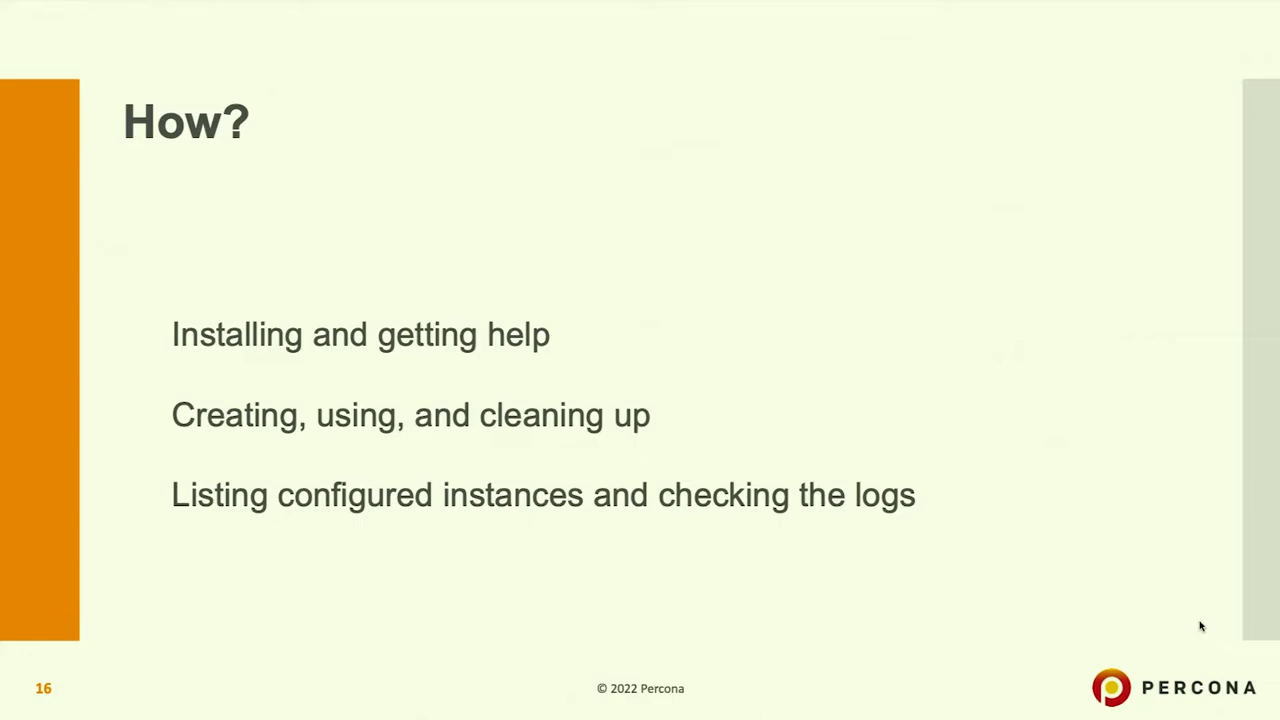 How?
Installing and getting help
Creating, using, and cleaning up
Listing configured instances and checking the logs
16
© 2022 Percona
PERCONA